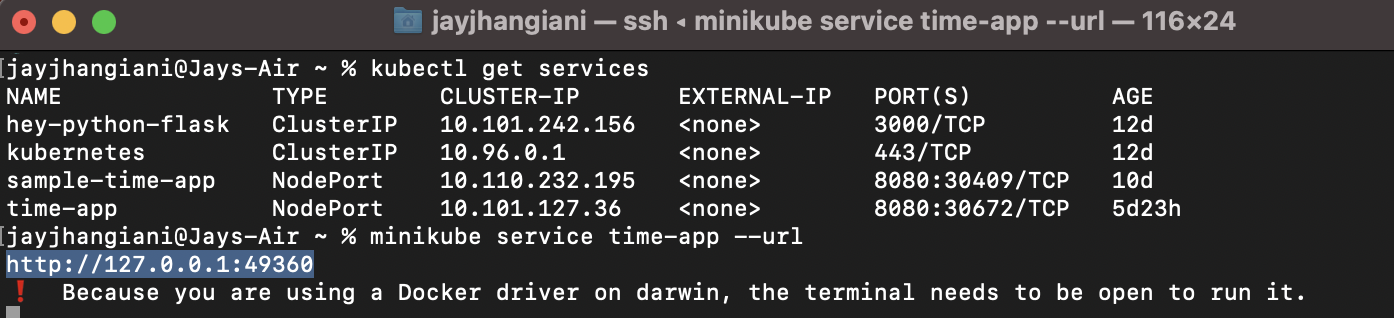 jayjhangiani — ssh ◂ minikube service time-app --url — 116×24
[jayjhangiani@Jays-Air ~ % kubectl get services
NAME TYPE CLUSTER-IP EXTERNAL-IP PORT(S) AGE
hey-python-flask ClusterIP 10.101.242.156 <none> 3000/TCP 12d
kubernetes ClusterIP 10.96.0.1 <none> 443/TCP 12d
sample-time-app NodePort 10.110.232.195 <none> 8080:30409/TCP 10d
time-app NodePort 10.101.127.36 <none> 8080:30672/TCP 5d23h
[jayjhangiani@Jays-Air ~ % minikube service time-app --url
http://127.0.0.1:49360
❗ Because you are using a Docker driver on darwin, the terminal needs to be open to run it.